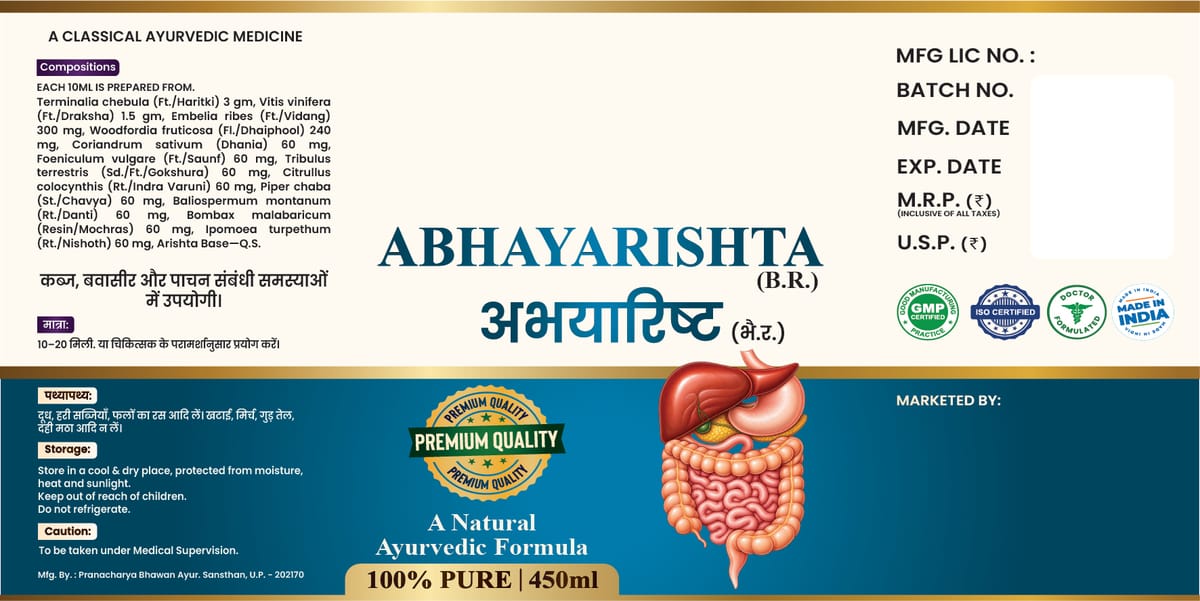 A CLASSICAL AYURVEDIC MEDICINE
Compositions
EACH 10ML IS PREPARED FROM.
Terminalia chebula (Ft./Haritki) 3 gm, Vitis vinifera
(Ft./Draksha) 1.5 gm, Embelia ribes (Ft./Vidang)
300 mg, Woodfordia fruticosa (Fl./Dhaiphool) 240
mg, Coriandrum sativum (Dhania) 60 mg,
Foeniculum vulgare (Ft./Saunf) 60 mg, Tribulus
terrestris (Sd./Ft./Gokshura) 60 mg, Citrullus
colocynthis (Rt./Indra Varuni) 60 mg, Piper chaba
(St./Chavya) 60 mg, Baliospermum montanum
(Rt./Danti) 60 mg, Bombax malabaricum
(Resin/Mochras) 60 mg, Ipomoea turpethum
(Rt./Nishoth) 60 mg, Arishta Base—Q.S.
कब्ज, बवासीर और पाचन संबंधी समस्याओं
में उपयोगी।
मात्रा:
10–20 मिली. या चिकित्सक के परामर्शानुसार प्रयोग करें।
पथ्यापथ्य:
दूध, हरी सब्जियाँ, फलों का रस आदि लें। खटाई, मिर्च, गुड़ तेल,
दही मठा आदि न लें।
Storage:
Store in a cool & dry place, protected from moisture,
heat and sunlight.
Keep out of reach of children.
Do not refrigerate.
Caution:
To be taken under Medical Supervision.
Mfg. By. : Pranacharya Bhawan Ayur. Sansthan, U.P. - 202170
ABHAYARISHTA
(B.R.)
अभयारिष्ट (भै.र.)
PREMIUM QUALITY
PREMIUM QUALITY
PREMIUM QUALITY
A Natural
Ayurvedic Formula
100% PURE | 450ml
MFG LIC NO. :
BATCH NO.
MFG. DATE
EXP. DATE
M.R.P. (₹)
(INCLUSIVE OF ALL TAXES)
U.S.P. (₹)
GOOD MANUFACTURING
GMP
CERTIFIED
PRACTICE
ISO CERTIFIED
DOCTOR
FORMULATED
MADE IN INDIA
MADE IN
INDIA
MARKETED BY: